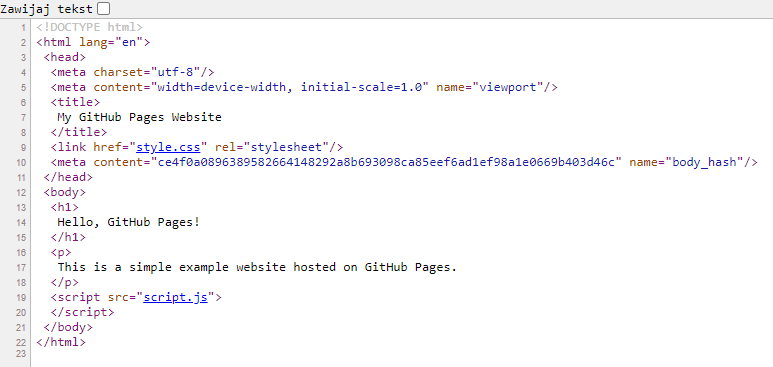 Zawijaj tekst
1 <!DOCTYPE html>
2 <html lang="en">
3 <head>
4 <meta charset="utf-8"/>
5 <meta content="width=device-width, initial-scale=1.0" name="viewport"/>
6 <title>
7 My GitHub Pages Website
8 </title>
9 <link href="style.css" rel="stylesheet"/>
10 <meta content="ce4f0a0896389582664148292a8b693098ca85eef6ad1ef98a1e0669b403d46c" name="body_hash"/>
11 </head>
12 <body>
13 <h1>
14 Hello, GitHub Pages!
15 </h1>
16 <p>
17 This is a simple example website hosted on GitHub Pages.
18 </p>
19 <script src="script.js">
20 </script>
21 </body>
22 </html>
23